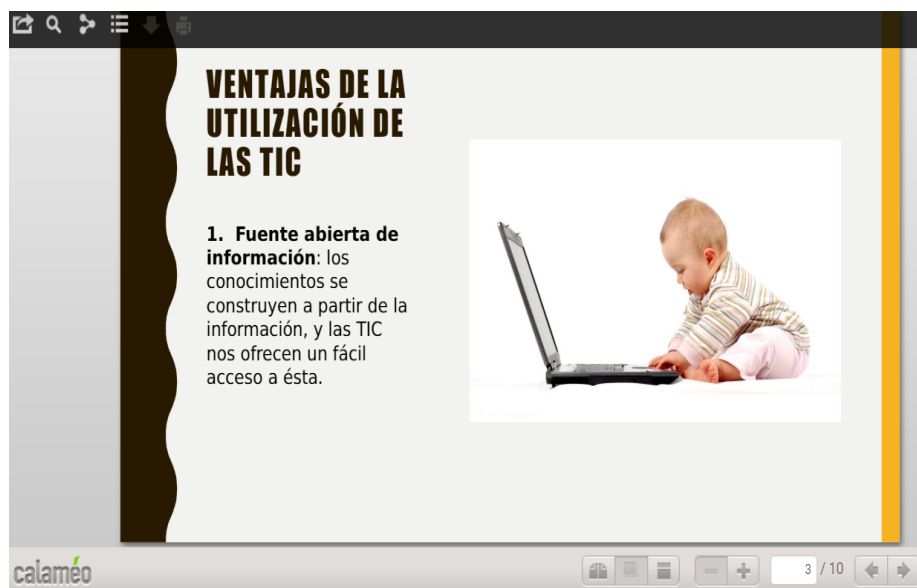 VENTAJAS DE LA
UTILIZACIÓN DE
LAS TIC
1. Fuente abierta de
información: los
conocimientos se
construyen a partir de la
información, y las TIC
nos ofrecen un fácil
acceso a ésta.
calaméo
3 / 10